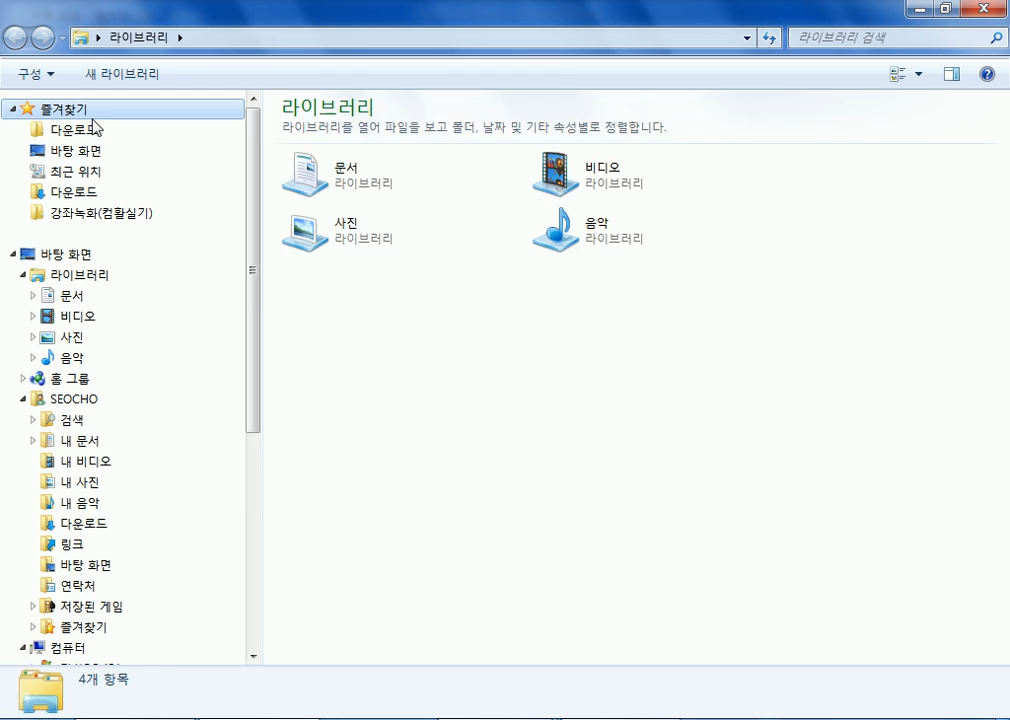 라이브러리
라이브러리 검색
구성
새 라이브러리
즐겨찾기
다운로드
바탕 화면
최근 위치
다운로드
강좌녹화(컴활실기)
바탕 화면
라이브러리
문서
비디오
사진
음악
홈 그룹
SEOCHO
검색
내 문서
내 비디오
내 사진
내 음악
다운로드
링크
바탕 화면
연락처
저장된 게임
즐겨찾기
컴퓨터
라이브러리
라이브러리를 열어 파일을 보고 폴더, 날짜 및 기타 속성별로 정렬합니다.
문서
라이브러리
비디오
라이브러리
사진
라이브러리
음악
라이브러리
4개 항목